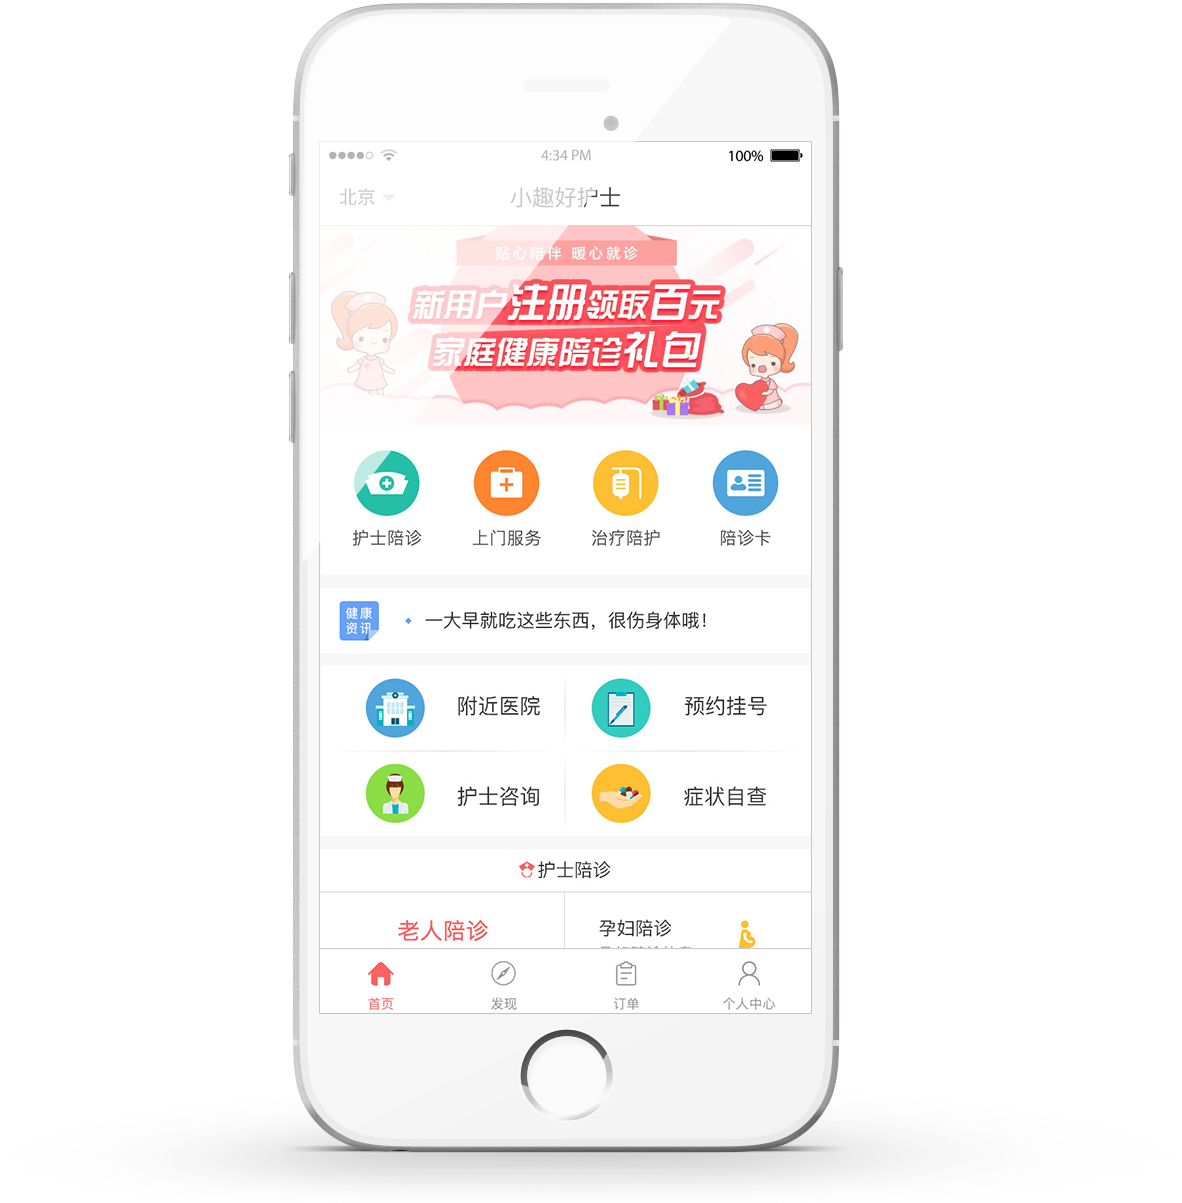 4:34 PM
100%
北京
小趣好护士
贴心陪伴 暖心就诊
新用户注册领取百元
家庭健康陪诊礼包
护士陪诊
上门服务
治疗陪护
陪诊卡
健康
资讯
一大早就吃这些东西，很伤身体哦！
附近医院
预约挂号
护士咨询
症状自查
护士陪诊
老人陪诊
孕妇陪诊
首页
发现
订单
个人中心